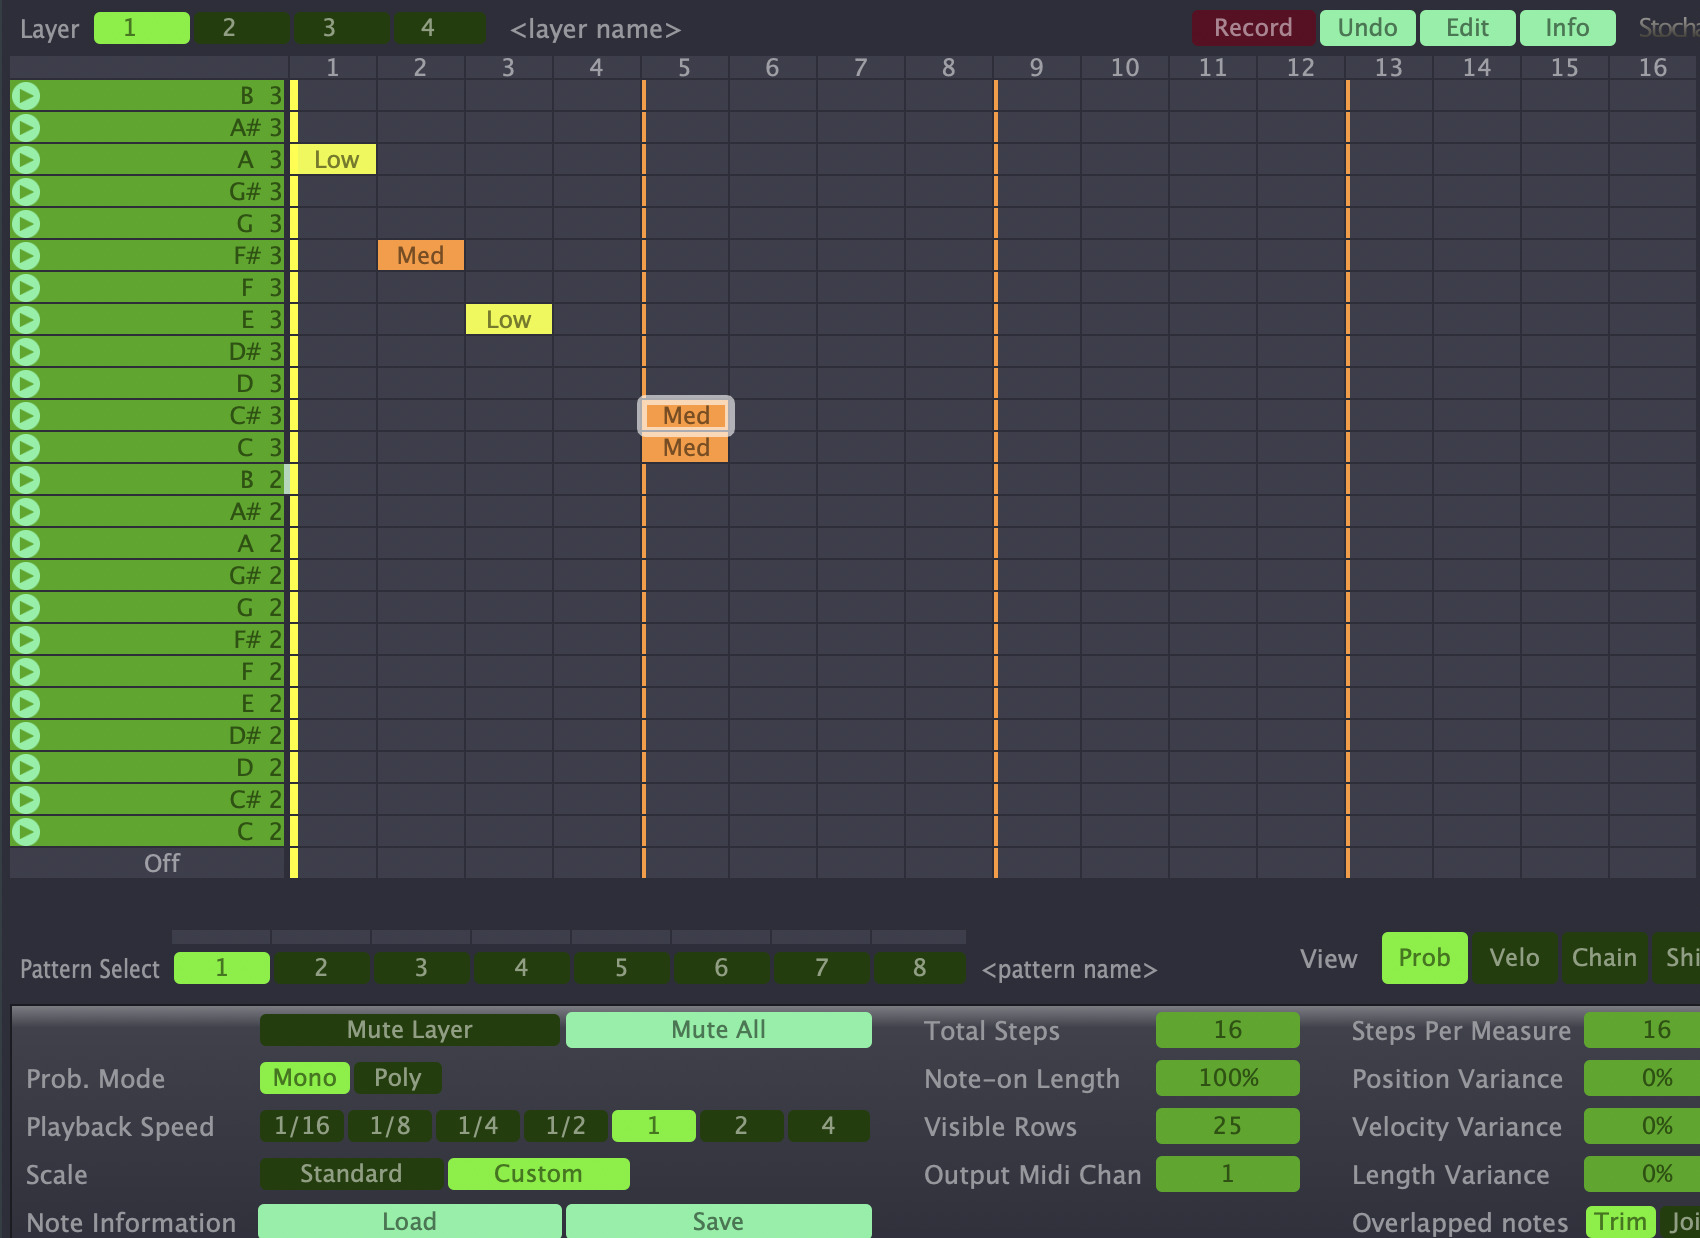 Layer 1 2 3 4 <layer name> Record Undo Edit Info
1 2 3 4 5 6 7 8 9 10 11 12 13 14 15 16
B 3
A# 3
A 3 Low
G# 3
G 3
F# 3 Med
F 3
E 3 Low
D# 3
D 3
C# 3 Med
C 3 Med
B 2
A# 2
A 2
G# 2
G 2
F# 2
F 2
E 2
D# 2
D 2
C# 2
C 2
Off
Pattern Select 1 2 3 4 5 6 7 8 <pattern name> View Prob Velo Chain Shi
Mute Layer Mute All Total Steps 16 Steps Per Measure 16
Prob. Mode Mono Poly Note-on Length 100% Position Variance 0%
Playback Speed 1/16 1/8 1/4 1/2 1 2 4 Visible Rows 25 Velocity Variance 0%
Scale Standard Custom Output Midi Chan 1 Length Variance 0%
Note Information Load Save Overlapped notes Trim Joi